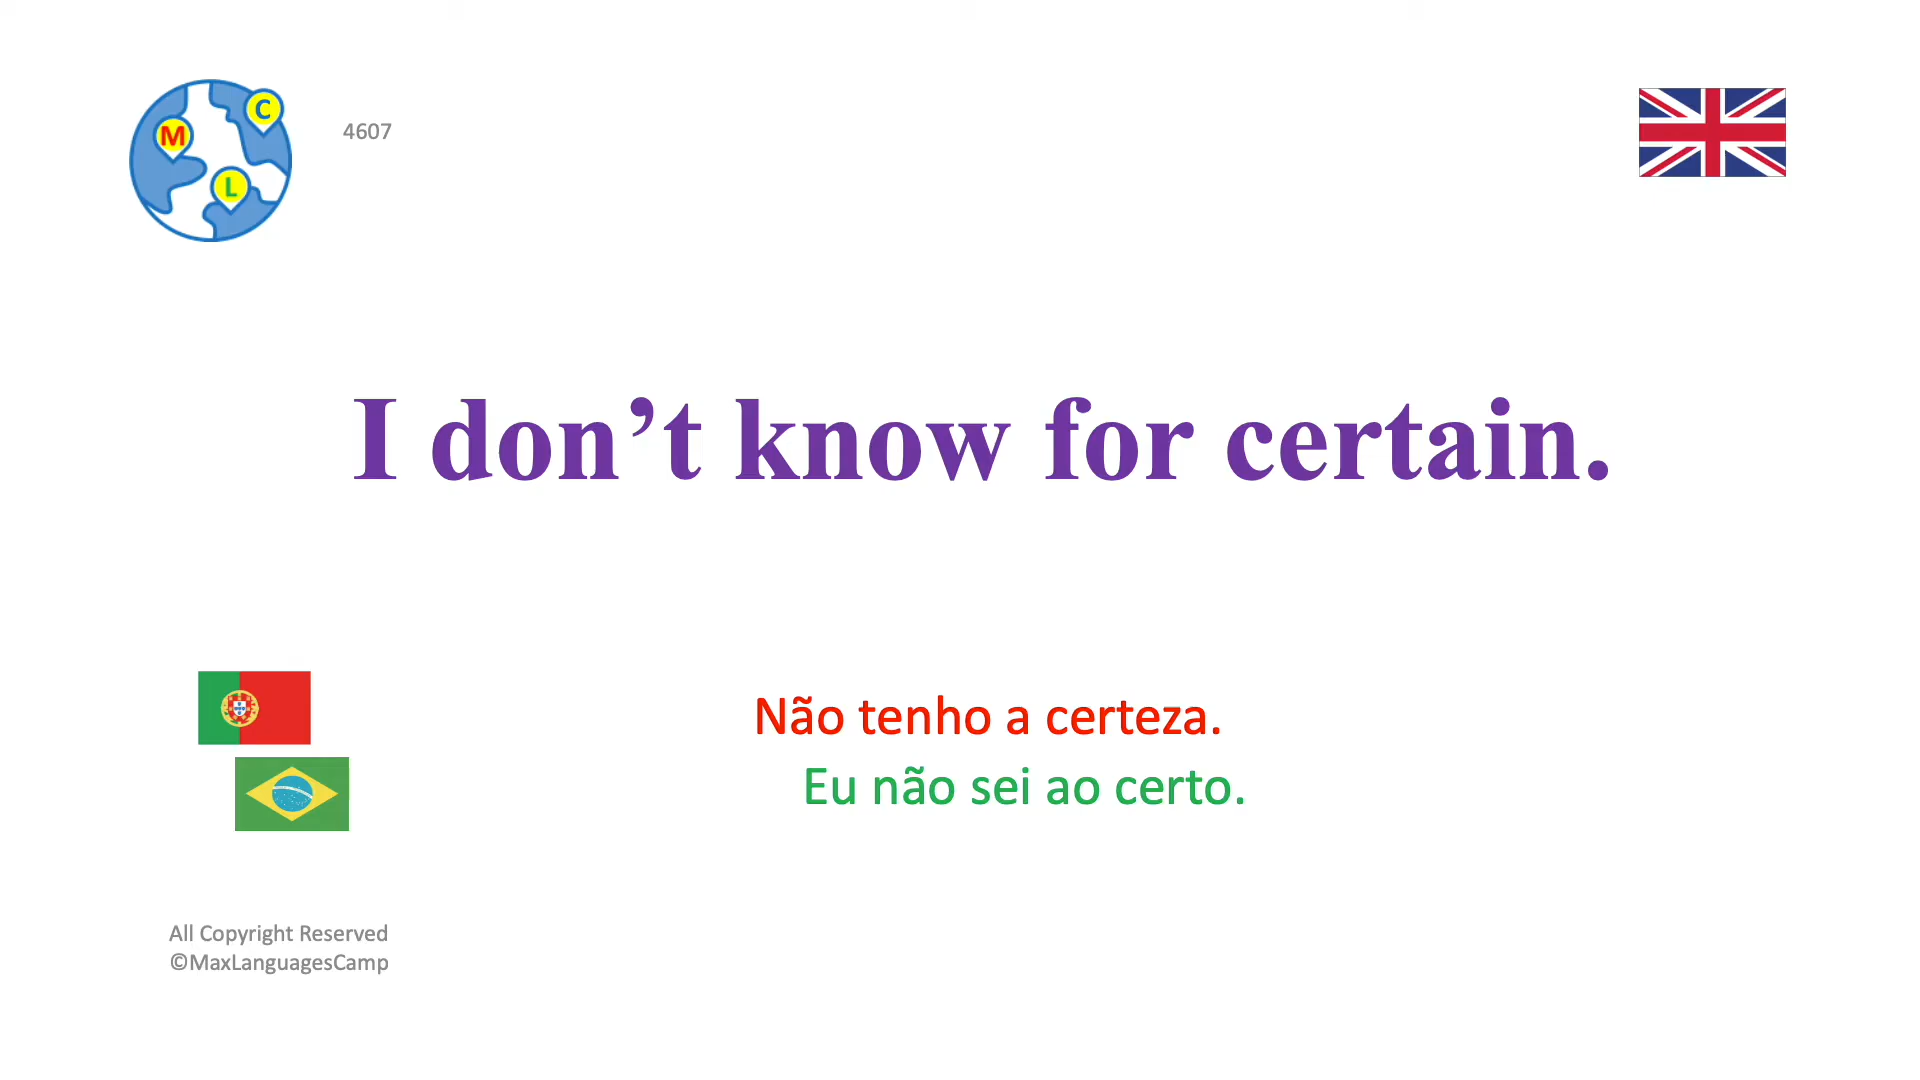 M
C
L
4607
I don’t know for certain.
Não tenho a certeza.
Eu não sei ao certo.
All Copyright Reserved
©MaxLanguagesCamp